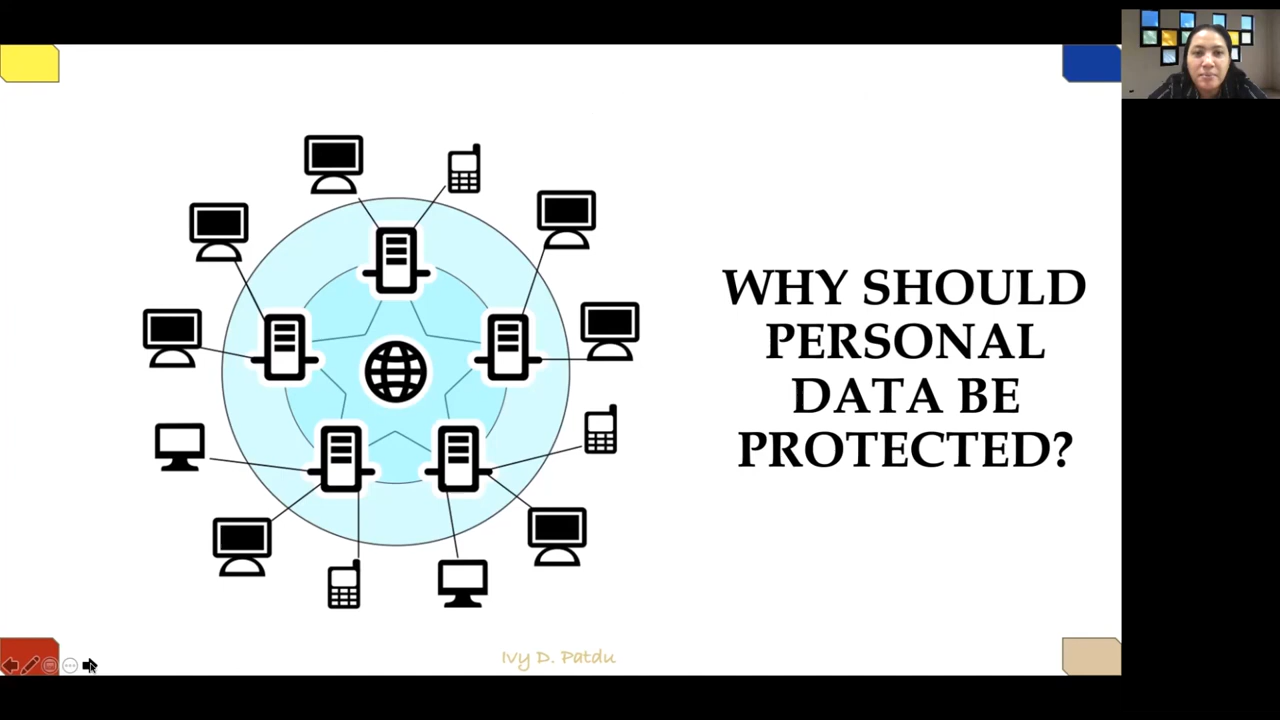 WHY SHOULD
PERSONAL
DATA BE
PROTECTED?
Ivy D. Patdu